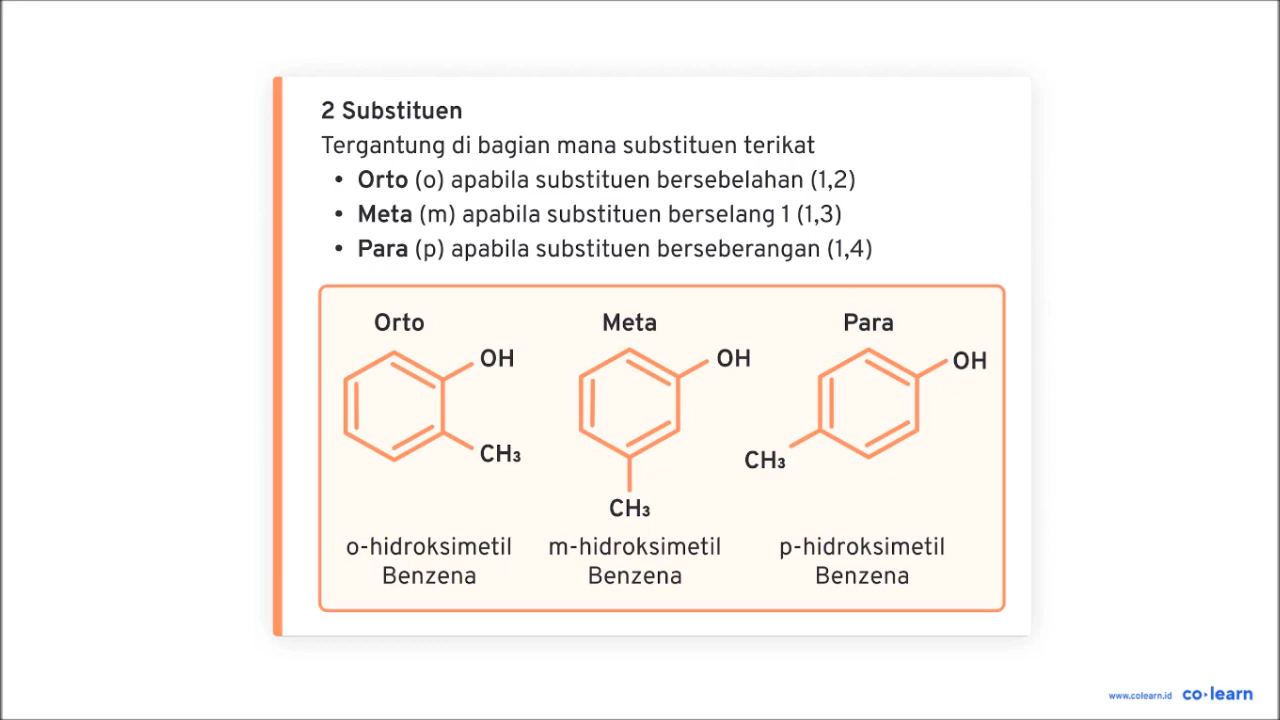 2 Substituen
Tergantung di bagian mana substituen terikat
• Orto (o) apabila substituen bersebelahan (1,2)
• Meta (m) apabila substituen berselang 1 (1,3)
• Para (p) apabila substituen berseberangan (1,4)
Orto
OH
CH₃
o-hidroksimetil
Benzena
Meta
OH
CH₃
m-hidroksimetil
Benzena
Para
OH
CH₃
p-hidroksimetil
Benzena
www.colearn.id co·learn